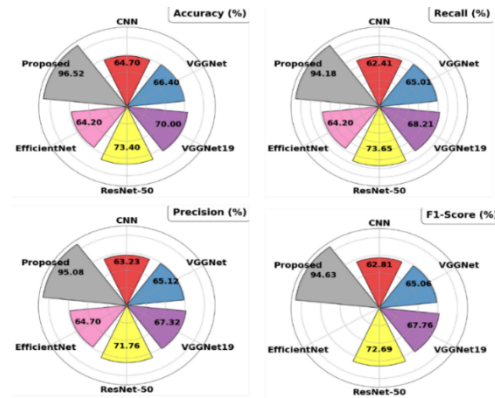 Accuracy (%)
CNN
64.70
VGGNet
66.40
Proposed
96.52
EfficientNet
64.20
VGGNet19
70.00
73.40
ResNet-50
Recall (%)
CNN
62.41
VGGNet
65.01
Proposed
94.18
EfficientNet
64.20
VGGNet19
68.21
73.65
ResNet-50
Precision (%)
CNN
63.23
VGGNet
65.12
Proposed
95.08
EfficientNet
64.70
VGGNet19
67.32
71.76
ResNet-50
F1-Score (%)
CNN
62.81
VGGNet
65.06
Proposed
94.63
EfficientNet
VGGNet19
67.76
72.69
ResNet-50